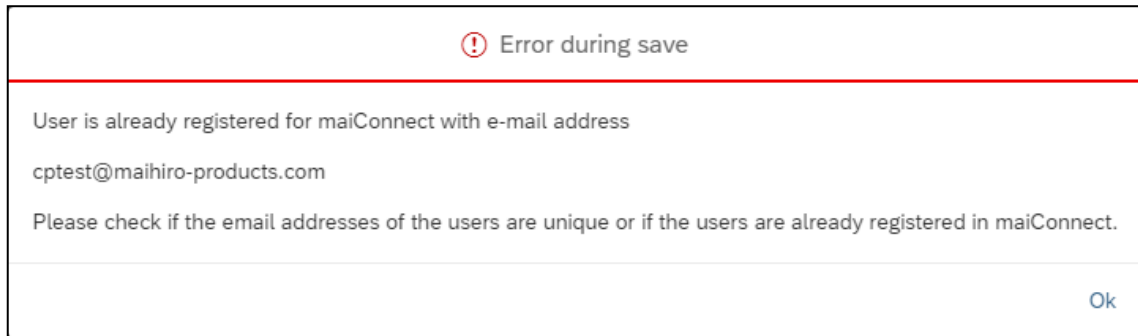 Error during save
User is already registered for maiConnect with e-mail address
cptest@maihiro-products.com
Please check if the email addresses of the users are unique or if the users are already registered in maiConnect.
Ok